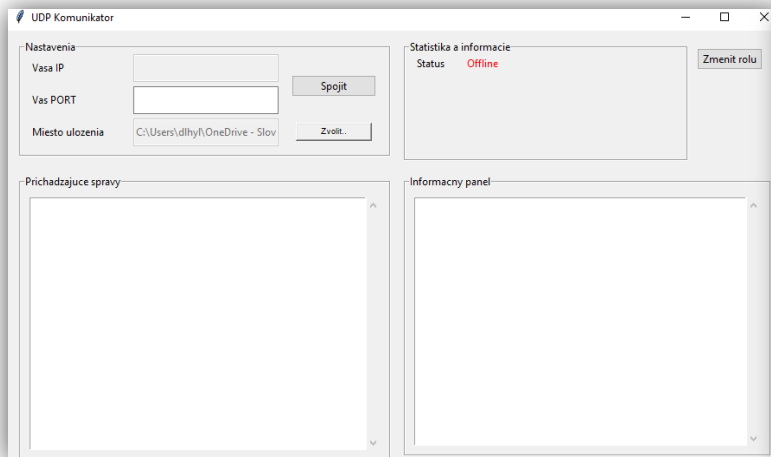 UDP Komunikator
Nastavenia
Vasa IP
Spojit
Vas PORT
Miesto ulozenia
C:\Users\dlhyl\OneDrive - Slov
Zvolit..
Statistika a informacie
Status
Offline
Zmenit rolu
Prichadzajuce spravy
Informacny panel